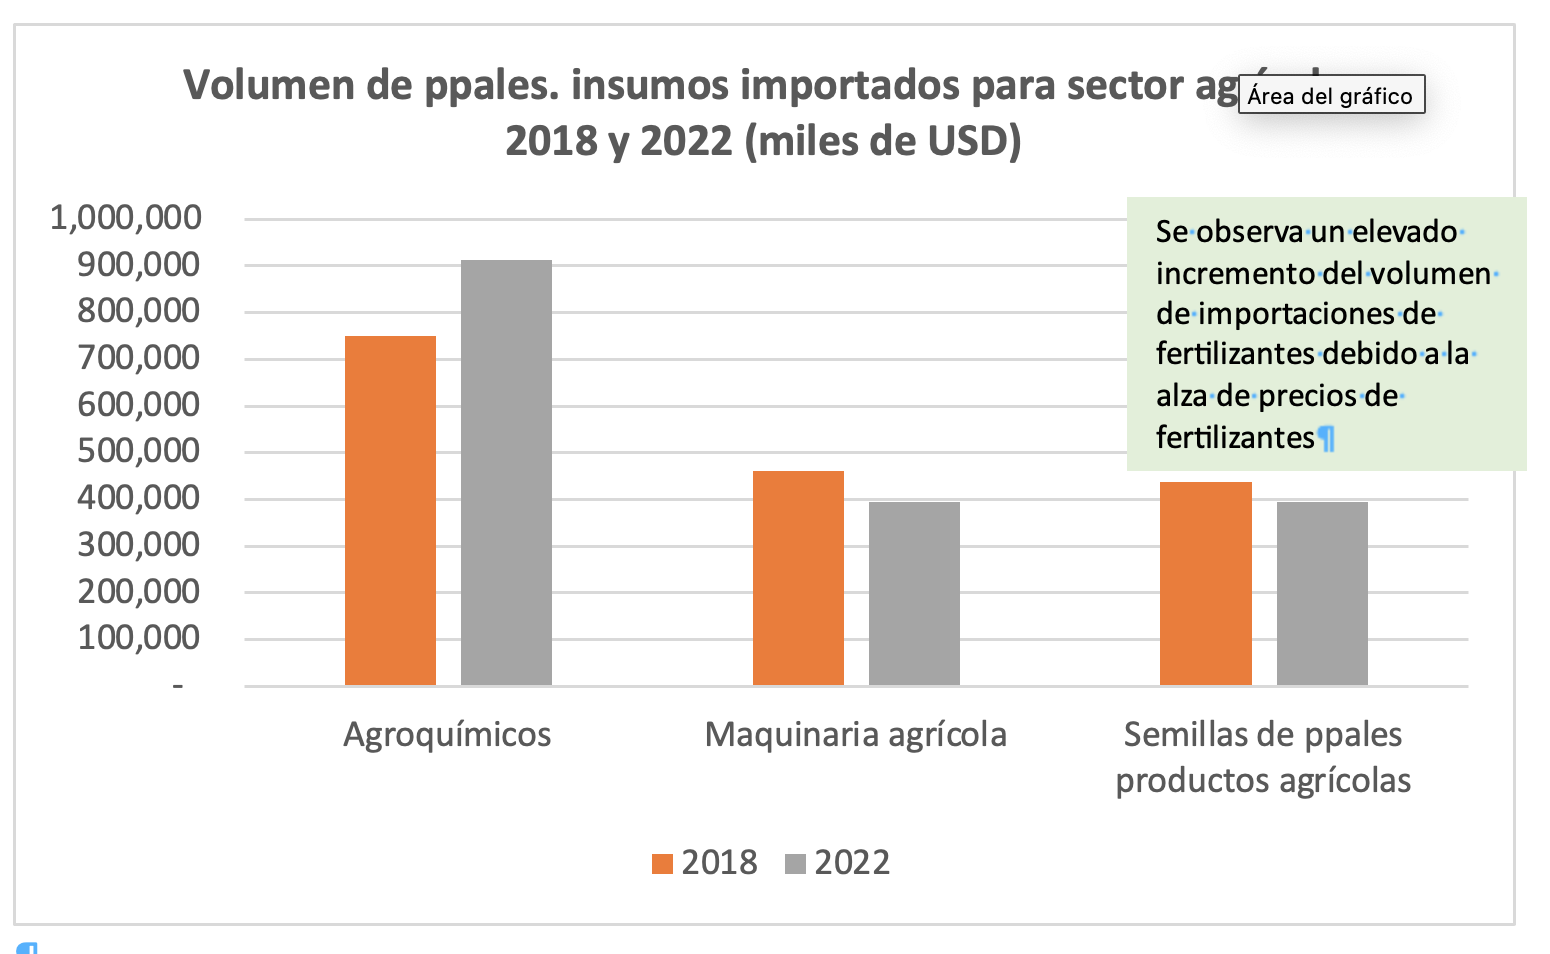 Volumen de ppales. insumos importados para sector
2018 y 2022 (miles de USD)
Área del gráfico
1,000,000
900,000
800,000
700,000
600,000
500,000
400,000
300,000
200,000
100,000
-
Se observa un elevado
incremento del volumen
de importaciones de
fertilizantes debido a la
alza de precios de
fertilizantes¶
Agroquímicos
Maquinaria agrícola
Semillas de ppales
productos agrícolas
2018
2022
¶